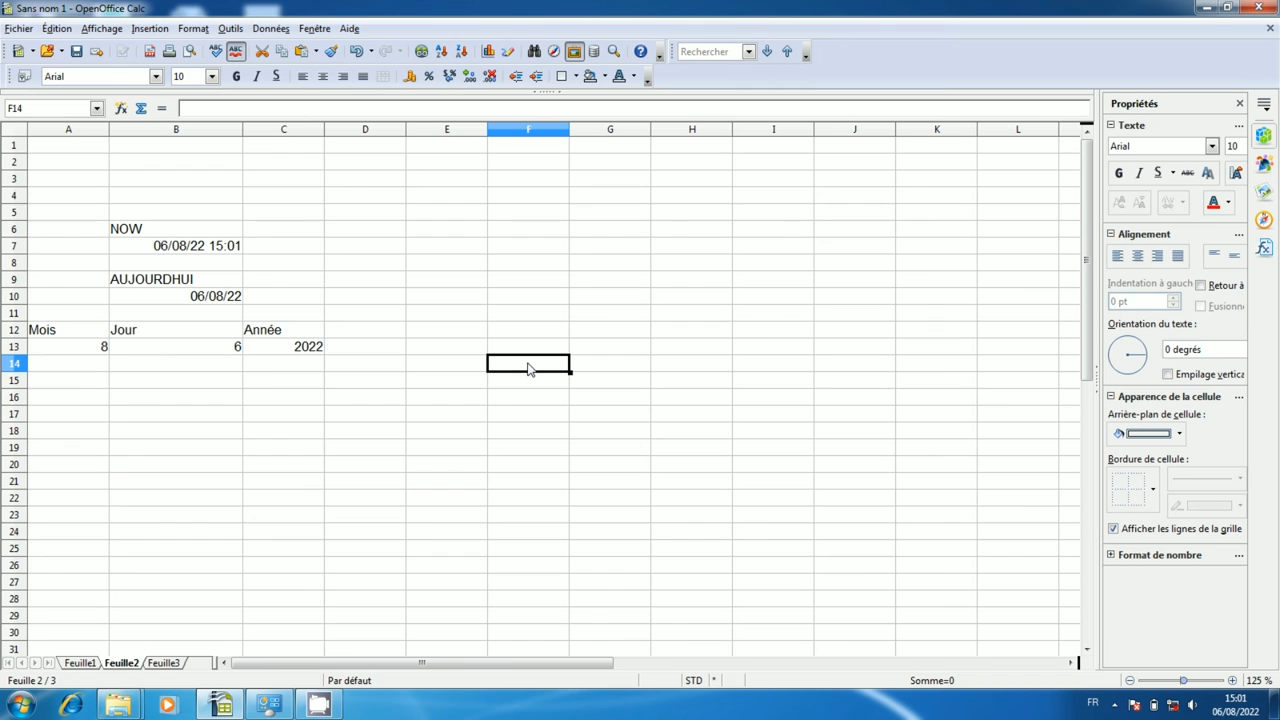 Sans nom 1 - OpenOffice Calc
Fichier Édition Affichage Insertion Format Outils Données Fenêtre Aide
Rechercher
Arial 10 G I S
F14
Propriétés
A B C D E F G H I J K L
Texte
1
Arial 10
2
3
G I S
4
5
6 NOW
Alignement
7 06/08/22 15:01
8
9 AUJOURDHUI
Indentation à gauch Retour à
10 06/08/22
0 pt Fusionn
11
Orientation du texte :
12 Mois Jour Année
13 8 6 2022
0 degrés
14
Empilage vertica
15
16
Apparence de la cellule
17
Arrière-plan de cellule :
18
19
Bordure de cellule :
20
21
22
23
24
Afficher les lignes de la grille
25
Format de nombre
26
27
28
29
30
31
Feuille1 Feuille2 Feuille3
Feuille 2 / 3 Par défaut STD * Somme=0 125 %
FR 15:01
06/08/2022